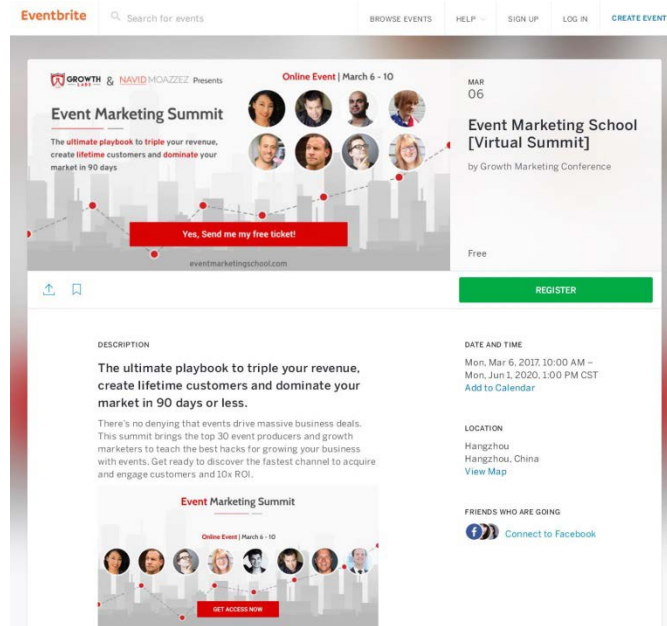 Eventbrite
Search for events
BROWSE EVENTS
HELP
SIGN UP
LOG IN
CREATE EVENT
GROWTH LABS & NAVID MOAZZEZ Presents
Online Event | March 6 - 10
Event Marketing Summit
The ultimate playbook to triple your revenue,
create lifetime customers and dominate your
market in 90 days
Yes, Send me my free ticket!
eventmarketingschool.com
MAR
06
Event Marketing School
[Virtual Summit]
by Growth Marketing Conference
Free
REGISTER
DESCRIPTION
The ultimate playbook to triple your revenue,
create lifetime customers and dominate your
market in 90 days or less.
There's no denying that events drive massive business deals.
This summit brings the top 30 event producers and growth
marketers to teach the best hacks for growing your business
with events. Get ready to discover the fastest channel to acquire
and engage customers and 10x ROI.
Event Marketing Summit
Online Event | March 6 - 10
GET ACCESS NOW
DATE AND TIME
Mon, Mar 6, 2017, 10:00 AM –
Mon, Jun 1, 2020, 1:00 PM CST
Add to Calendar
LOCATION
Hangzhou
Hangzhou, China
View Map
FRIENDS WHO ARE GOING
Connect to Facebook